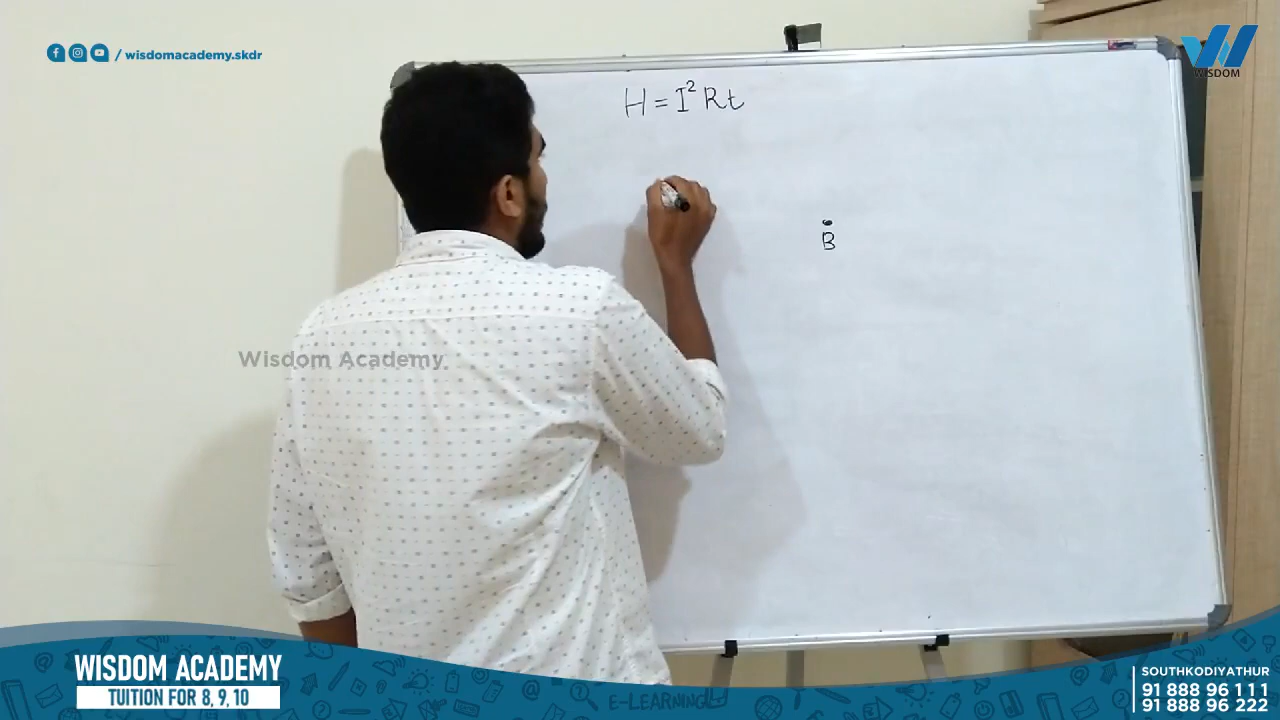 / wisdomacademy.skdr
WISDOM
H = I² Rt
B
Wisdom Academy
WISDOM ACADEMY
TUITION FOR 8, 9, 10
E-LEARNING
SOUTHKODIYATHUR
91 888 96 111
91 888 96 222